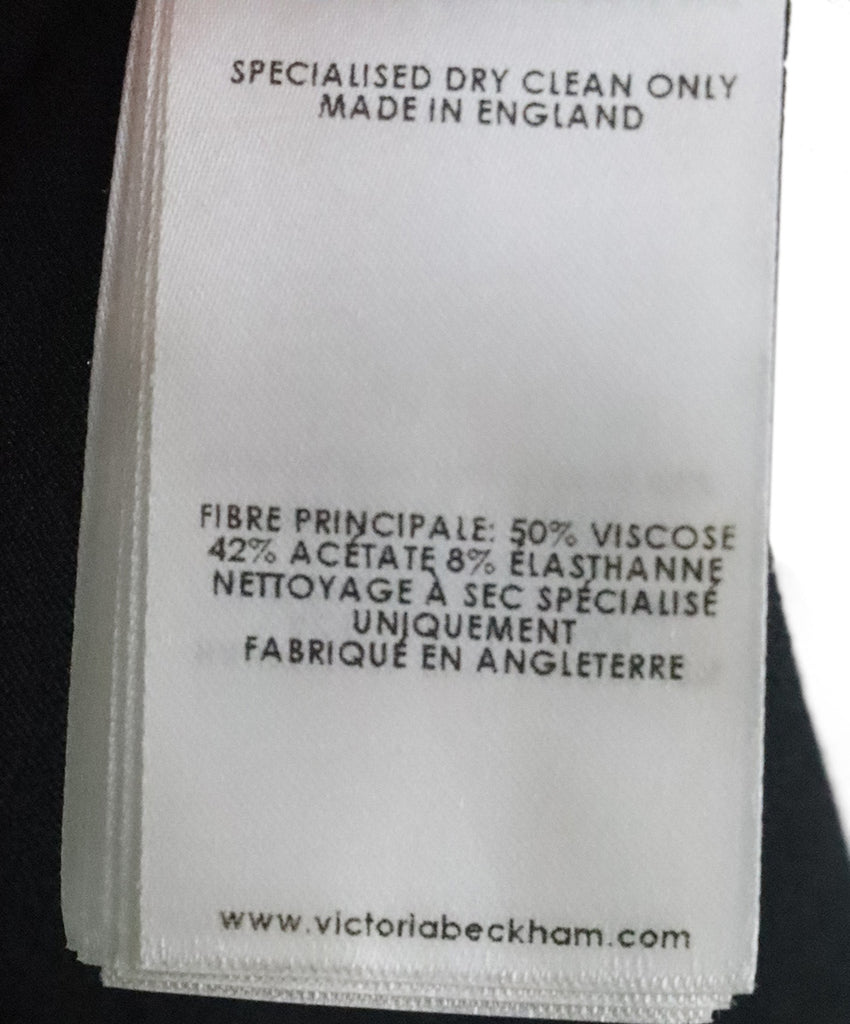 SPECIALISED DRY CLEAN ONLY
MADE IN ENGLAND
FIBRE PRINCIPALE: 50% VISCOSE
42% ACÉTATE 8% ÉLASTHANNE
NETTOYAGE À SEC SPÉCIALISÉ
UNIQUEMENT
FABRIQUÉ EN ANGLETERRE
www.victoriabeckham.com